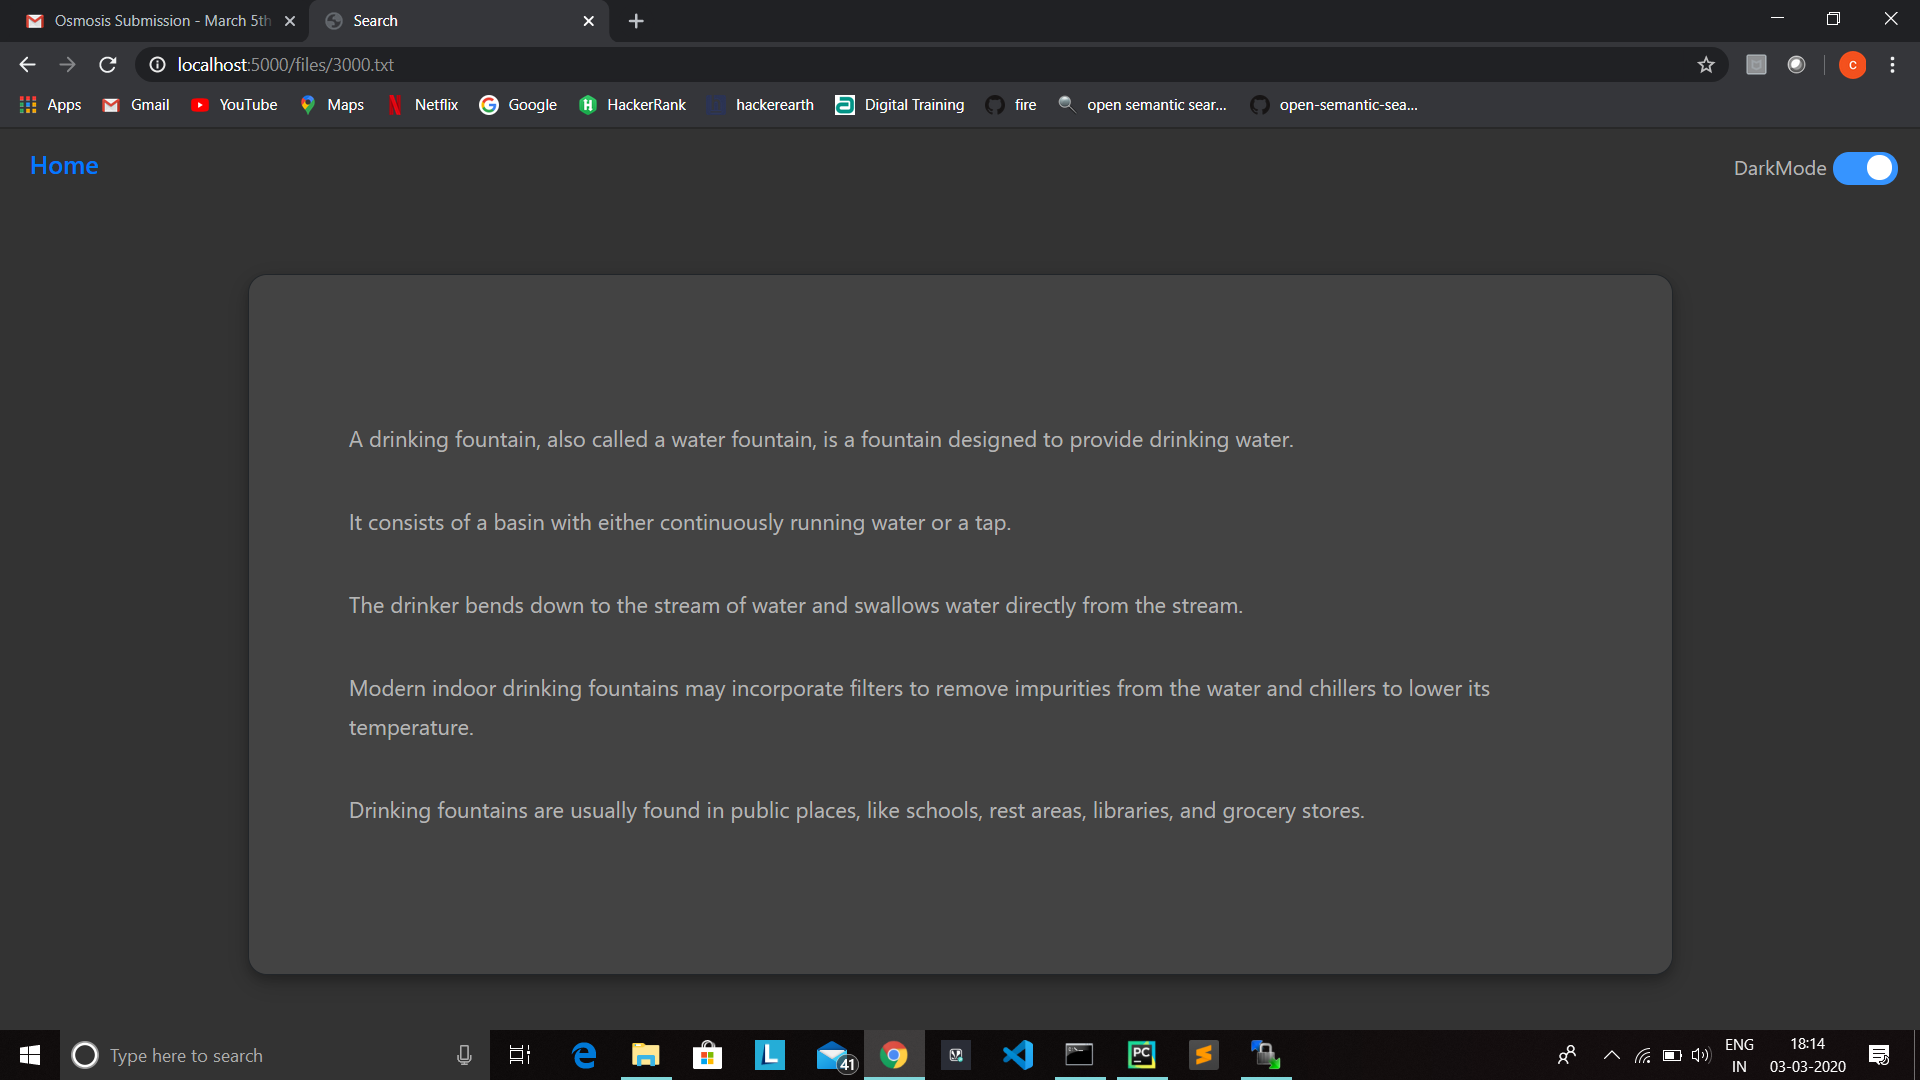 Osmosis Submission - March 5th
Search
localhost:5000/files/3000.txt
c
Apps
Gmail
YouTube
Maps
Netflix
Google
HackerRank
hackerearth
Digital Training
fire
open semantic sear...
open-semantic-sea...
Home
DarkMode
A drinking fountain, also called a water fountain, is a fountain designed to provide drinking water.
It consists of a basin with either continuously running water or a tap.
The drinker bends down to the stream of water and swallows water directly from the stream.
Modern indoor drinking fountains may incorporate filters to remove impurities from the water and chillers to lower its
temperature.
Drinking fountains are usually found in public places, like schools, rest areas, libraries, and grocery stores.
Type here to search
L
41
PC
ENG
IN
18:14
03-03-2020